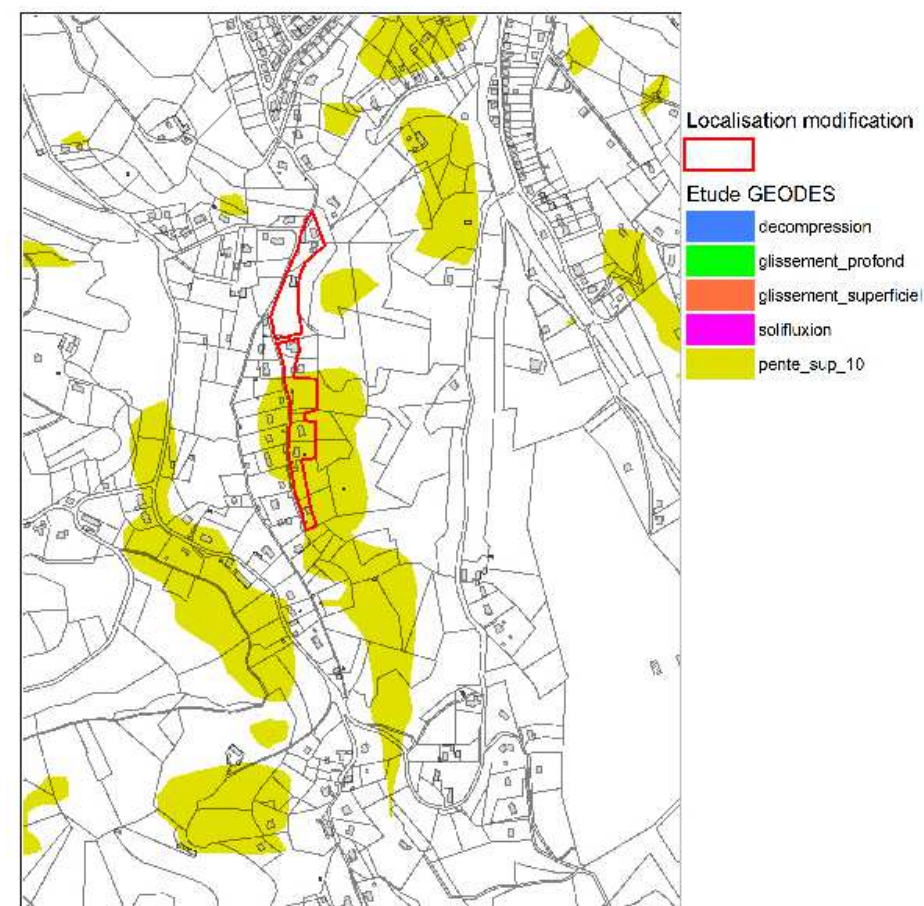 Localisation modification
Etude GEODES
decompression
glissement_profond
glissement_superficiel
solifluxion
pente_sup_10